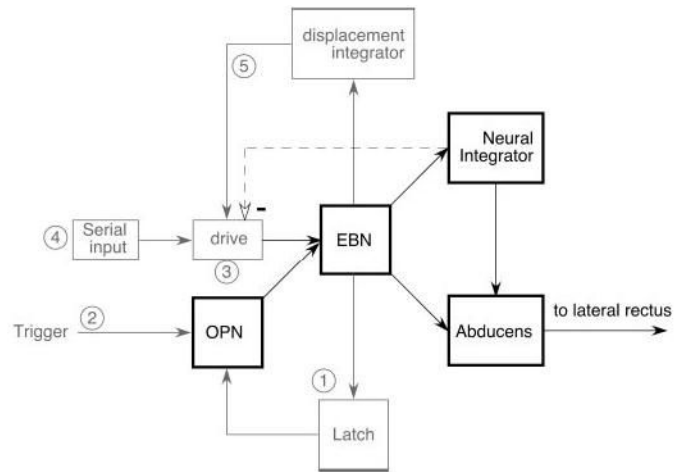 displacement
integrator
5
Neural
Integrator
-
4
Serial
input
drive
EBN
3
2
Trigger
OPN
to lateral rectus
Abducens
1
Latch